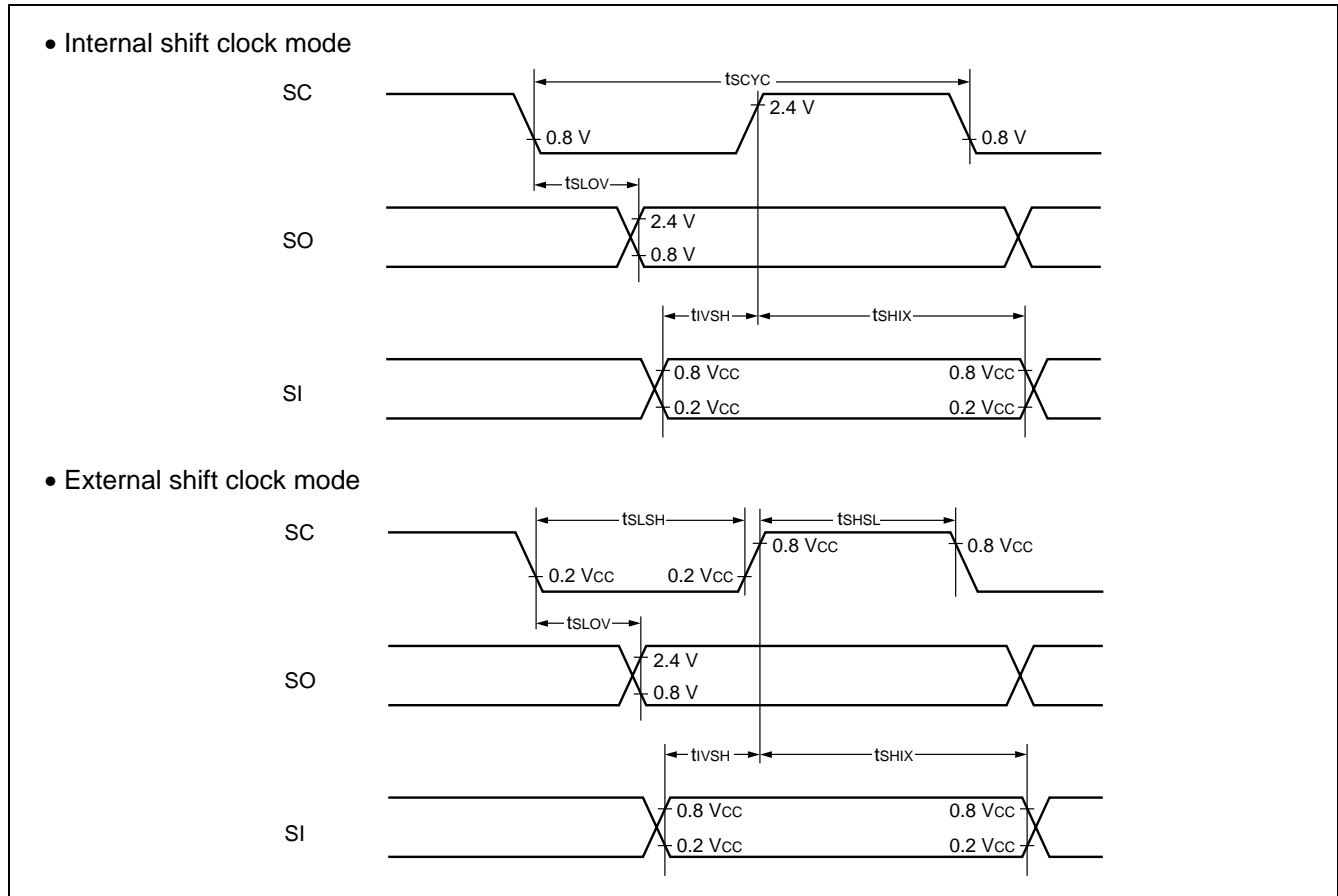 • Internal shift clock mode
tSCYC
SC
2.4 V
0.8 V
0.8 V
tSLOV
2.4 V
SO
0.8 V
tIVSH
tSHIX
0.8 VCC
0.8 VCC
SI
0.2 VCC
0.2 VCC
• External shift clock mode
tSLSH
tSHSL
SC
0.8 VCC
0.8 VCC
0.2 VCC
0.2 VCC
tSLOV
2.4 V
SO
0.8 V
tIVSH
tSHIX
0.8 VCC
0.8 VCC
SI
0.2 VCC
0.2 VCC